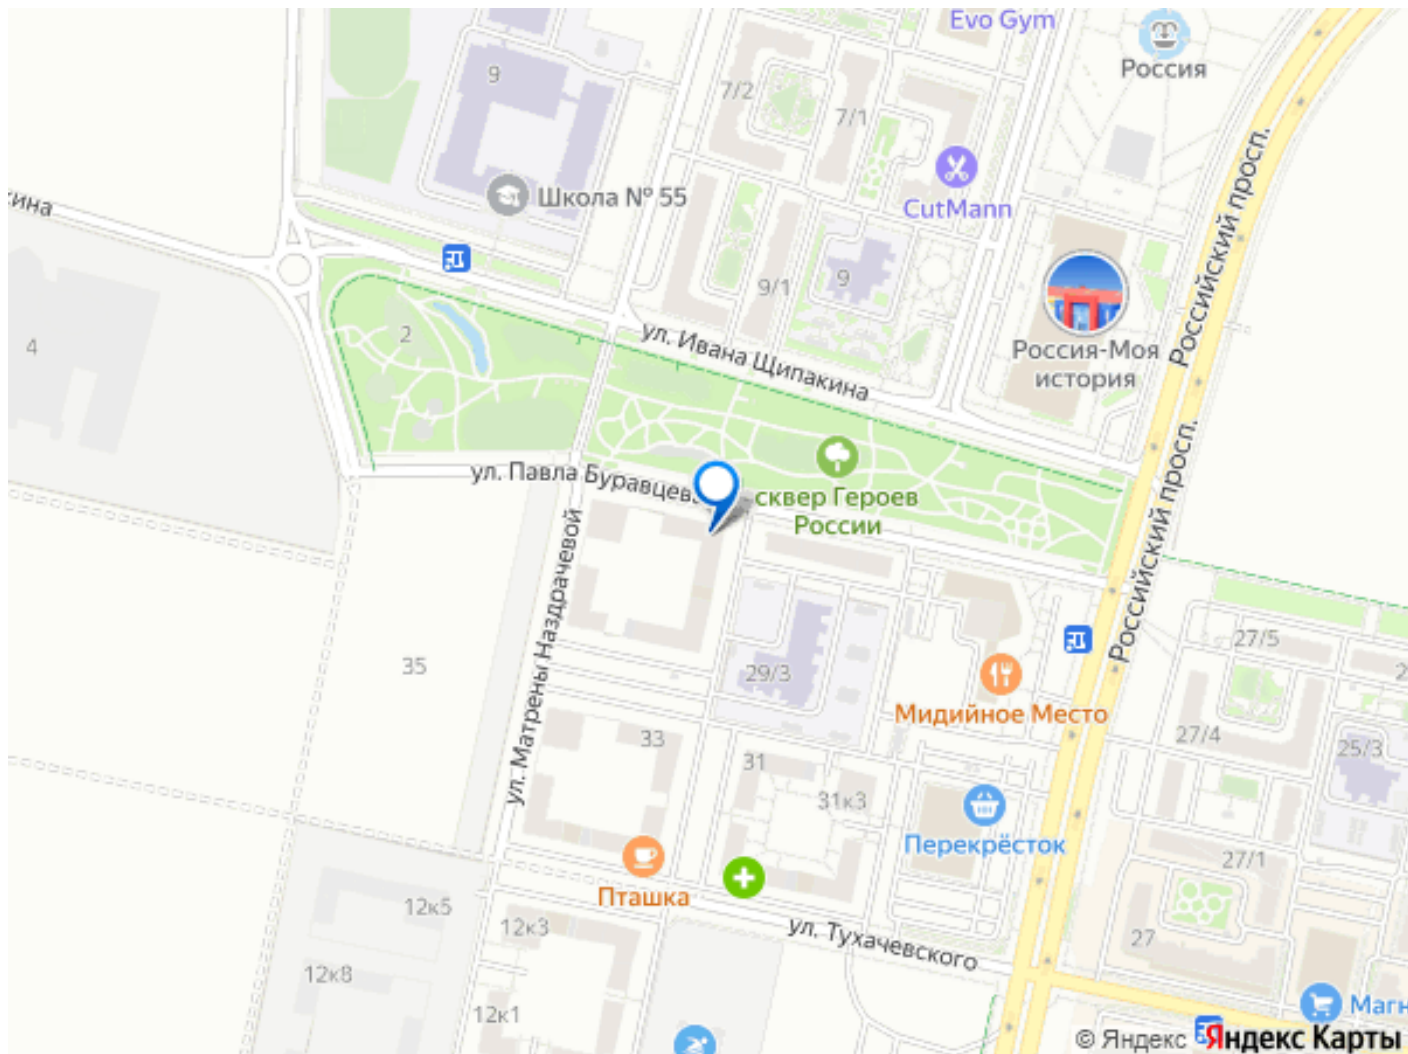 Evo Gym
Россия
9
7/2
7/1
Школа № 55
CutMann
кина
9
9/1
Российский просп.
2
4
ул. Ивана Щипакина
Россия-Моя
история
ул. Павла Буравцева
сквер Героев
России
Российский просп.
ул. Матрены Наздрачевой
35
29/3
27/5
2
Мидийное Место
33
31
27/4
25/3
31к3
Перекрёсток
27/1
Пташка
12к5
12к3
ул. Тухачевского
27
12к8
12к1
Магн
© Яндекс
Яндекс Карты